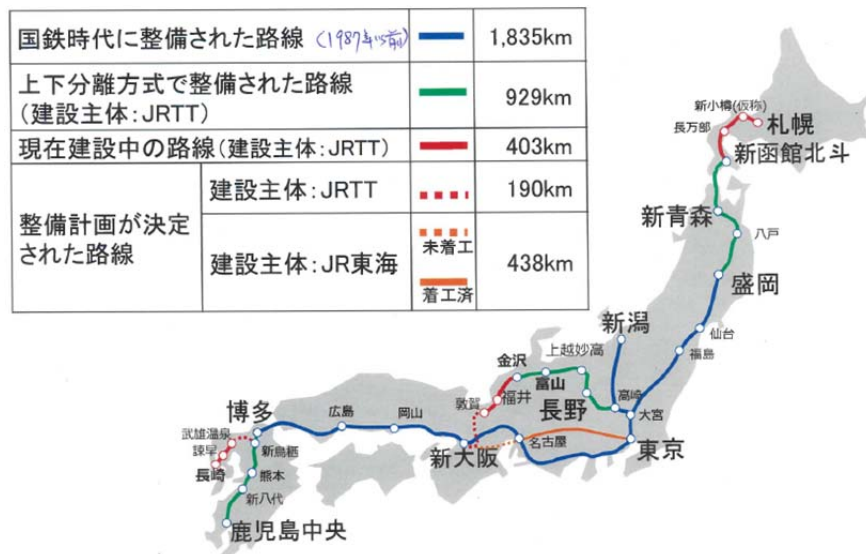 国鉄時代に整備された路線 (1987年以前) 1,835km
上下分離方式で整備された路線
(建設主体：JRTT) 929km
現在建設中の路線(建設主体：JRTT) 403km
整備計画が決定
された路線
建設主体：JRTT 190km
建設主体：JR東海 438km
未着工
着工済
新小樽(仮称)
札幌
長万部
新函館北斗
新青森
八戸
盛岡
仙台
福島
新潟
上越妙高
金沢
富山
長野
高崎
大宮
東京
福井
敦賀
名古屋
新大阪
岡山
広島
博多
新鳥栖
武雄温泉
諫早
長崎
熊本
新八代
鹿児島中央